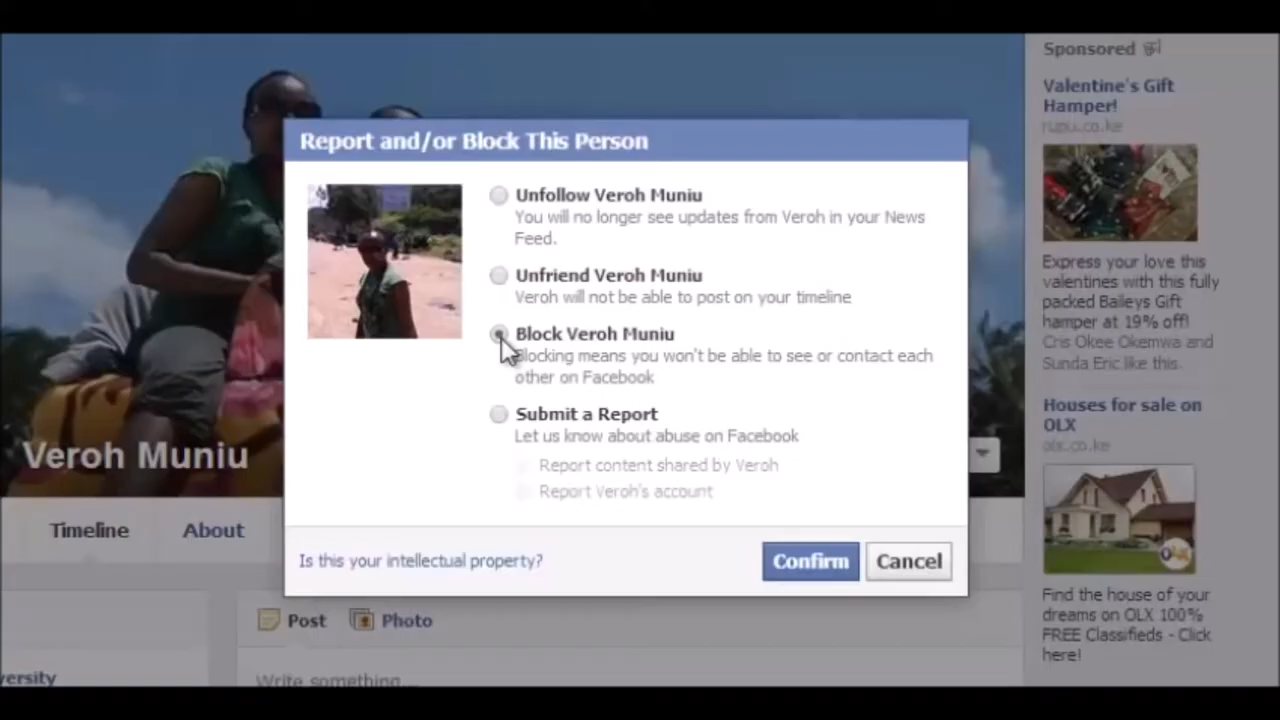 Sponsored
Valentine's Gift
Hamper!
rupu.co.ke
Report and/or Block This Person
Unfollow Veroh Muniu
You will no longer see updates from Veroh in your News
Feed.
Unfriend Veroh Muniu
Veroh will not be able to post on your timeline
Block Veroh Muniu
Blocking means you won't be able to see or contact each
other on Facebook
Submit a Report
Let us know about abuse on Facebook
Report content shared by Veroh
Report Veroh's account
Is this your intellectual property?
Confirm
Cancel
Express your love this
valentines with this fully
packed Baileys Gift
hamper at 19% off!
Cris Okee Okemwa and
Sunda Eric like this.
Houses for sale on
OLX
olx.co.ke
OLX
Find the house of your
dreams on OLX 100%
FREE Classifieds - Click
here!
Veroh Muniu
Timeline
About
Post
Photo
versity
Write something...